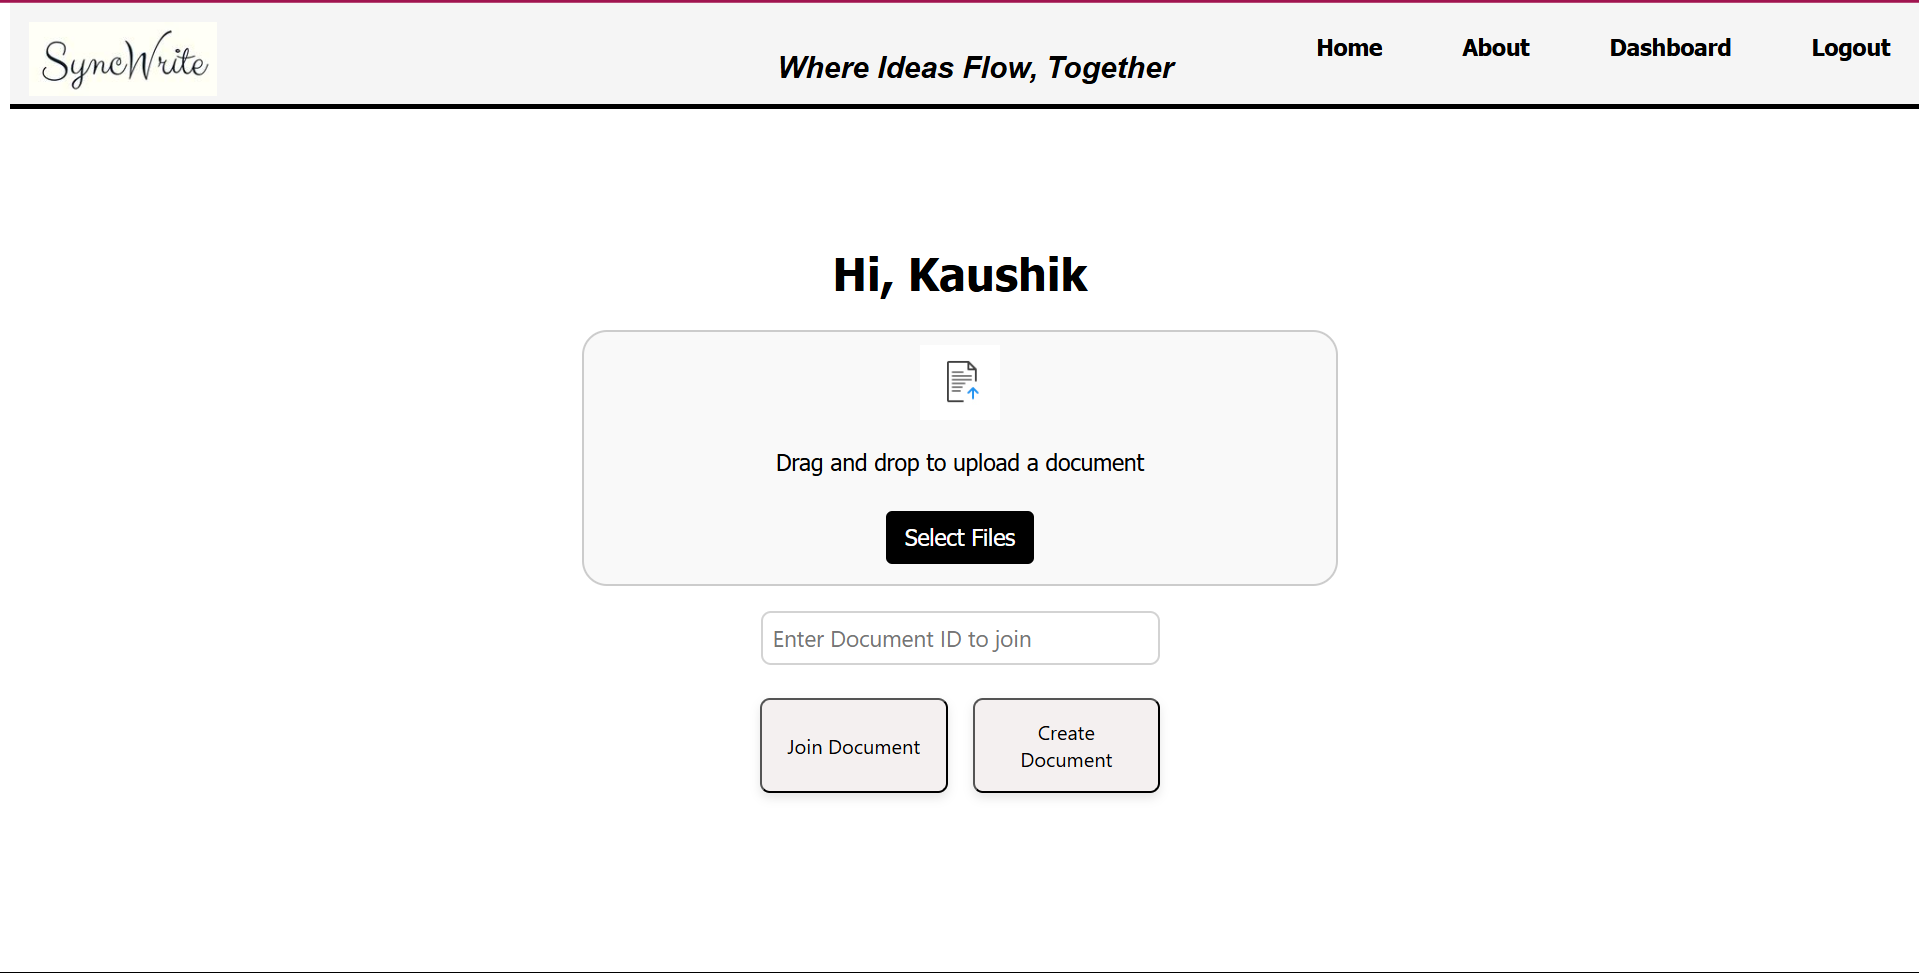 SyncWrite
Where Ideas Flow, Together
Home
About
Dashboard
Logout
Hi, Kaushik
Drag and drop to upload a document
Select Files
Enter Document ID to join
Join Document
Create
Document